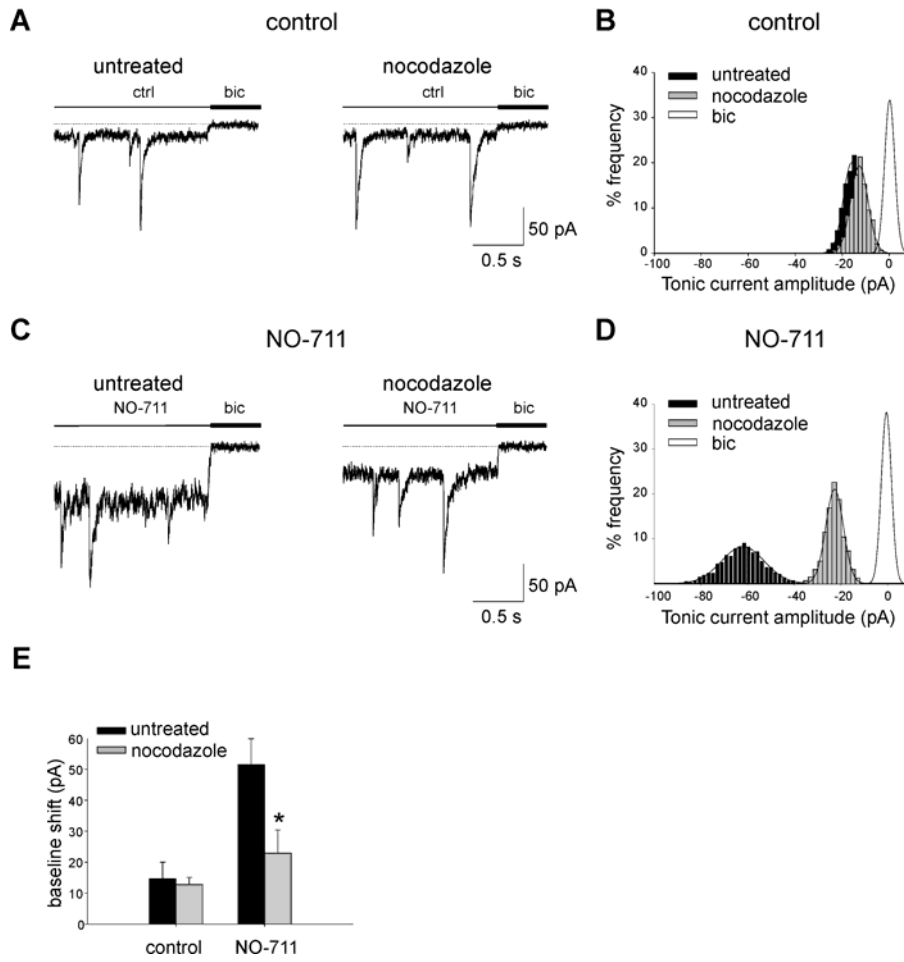 A
control
B
control
untreated
nocodazole
ctrl
bic
ctrl
bic
50 pA
0.5 s
untreated
nocodazole
bic
% frequency
40
30
20
10
0
-100
-80
-60
-40
-20
0
Tonic current amplitude (pA)
C
NO-711
D
NO-711
untreated
nocodazole
NO-711
bic
NO-711
bic
50 pA
0.5 s
untreated
nocodazole
bic
% frequency
40
30
20
10
-100
-80
-60
-40
-20
0
Tonic current amplitude (pA)
E
untreated
nocodazole
baseline shift (pA)
60
50
40
30
20
10
0
*
control
NO-711